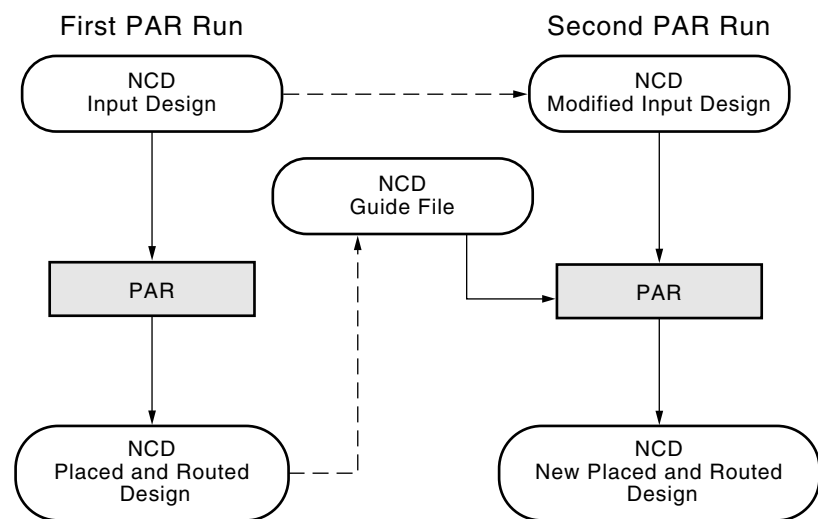 First PAR Run
Second PAR Run
NCD
Input Design
NCD
Modified Input Design
NCD
Guide File
PAR
PAR
NCD
Placed and Routed
Design
NCD
New Placed and Routed
Design